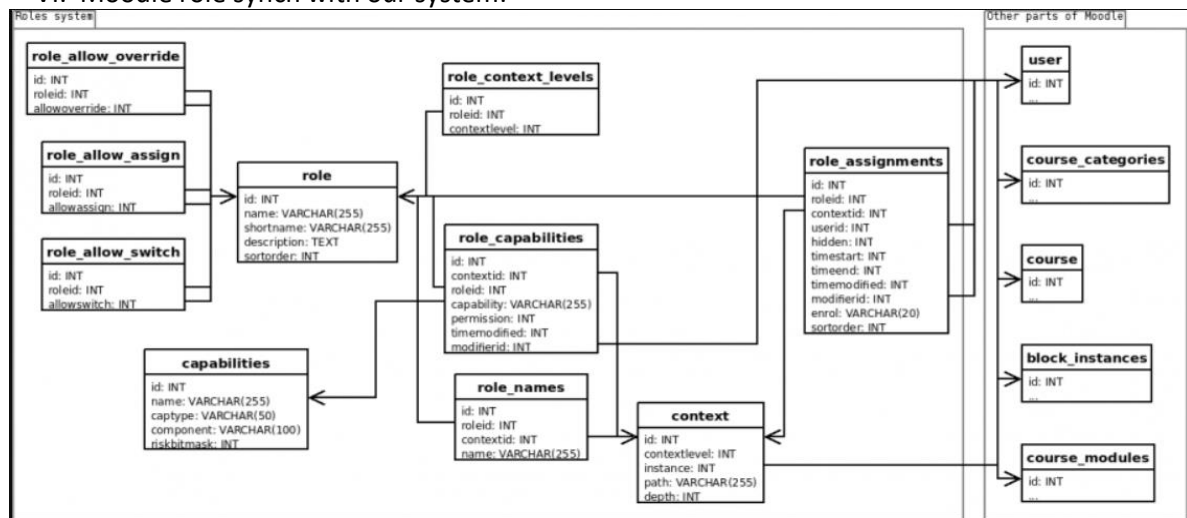 Roles system
Other parts of Moodle
role_allow_override
id: INT
roleid: INT
allowoverride: INT
role_allow_assign
id: INT
roleid: INT
allowassign: INT
role_allow_switch
id: INT
roleid: INT
allowswitch: INT
role
id: INT
name: VARCHAR(255)
shortname: VARCHAR(255)
description: TEXT
sortorder: INT
capabilities
id: INT
name: VARCHAR(255)
captype: VARCHAR(50)
component: VARCHAR(100)
riskbitmask: INT
role_context_levels
id: INT
roleid: INT
contextlevel: INT
role_capabilities
id: INT
contextid: INT
roleid: INT
capability: VARCHAR(255)
permission: INT
timemodified: INT
modifierid: INT
role_names
id: INT
roleid: INT
contextid: INT
name: VARCHAR(255)
context
id: INT
contextlevel: INT
instance: INT
path: VARCHAR(255)
depth: INT
role_assignments
id: INT
roleid: INT
contextid: INT
userid: INT
hidden: INT
timestart: INT
timeend: INT
timemodified: INT
modifierid: INT
enrol: VARCHAR(20)
sortorder: INT
user
id: INT
...
course_categories
id: INT
...
course
id: INT
...
block_instances
id: INT
...
course_modules
id: INT
...